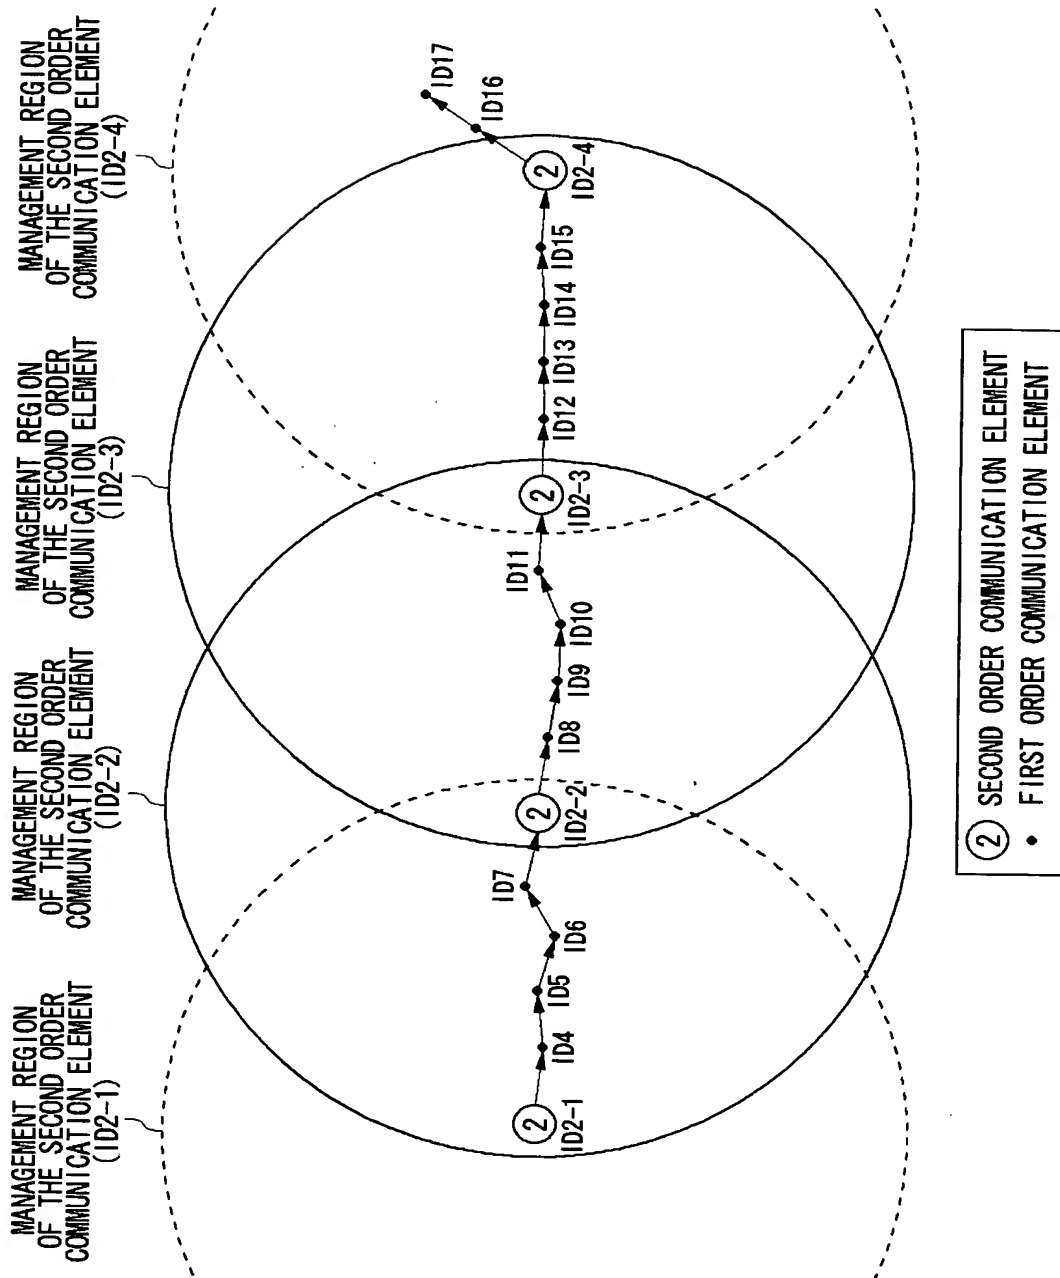 MANAGEMENT REGION
OF THE SECOND ORDER
COMMUNICATION ELEMENT
(ID2-1)
MANAGEMENT REGION
OF THE SECOND ORDER
COMMUNICATION ELEMENT
(ID2-2)
MANAGEMENT REGION
OF THE SECOND ORDER
COMMUNICATION ELEMENT
(ID2-3)
MANAGEMENT REGION
OF THE SECOND ORDER
COMMUNICATION ELEMENT
(ID2-4)
2
ID2-1
ID4
ID5
ID6
ID7
2
ID2-2
ID8
ID9
ID10
ID11
2
ID2-3
ID12
ID13
ID14
ID15
2
ID2-4
ID16
ID17
2 SECOND ORDER COMMUNICATION ELEMENT
FIRST ORDER COMMUNICATION ELEMENT